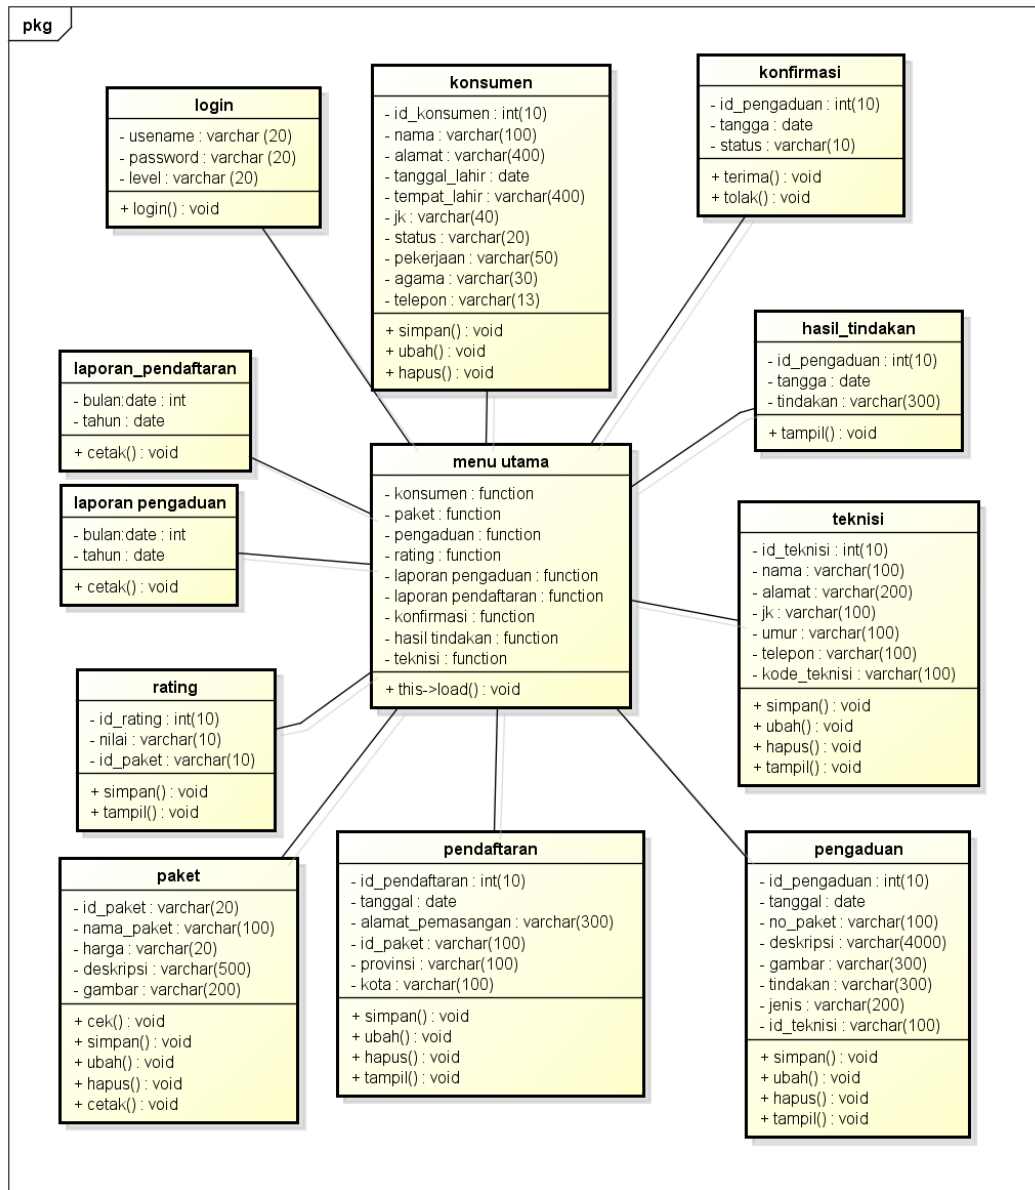 pkg
login
- usename : varchar (20)
- password : varchar (20)
- level : varchar (20)
+ login() : void
konsumen
- id_konsumen : int(10)
- nama : varchar(100)
- alamat : varchar(400)
- tanggal_lahir : date
- tempat_lahir : varchar(400)
- jk : varchar(40)
- status : varchar(20)
- pekerjaan : varchar(50)
- agama : varchar(30)
- telepon : varchar(13)
+ simpan() : void
+ ubah() : void
+ hapus() : void
konfirmasi
- id_pengaduan : int(10)
- tangga : date
- status : varchar(10)
+ terima() : void
+ tolak() : void
hasil_tindakan
- id_pengaduan : int(10)
- tangga : date
- tindakan : varchar(300)
+ tampil() : void
laporan_pendaftaran
- bulan:date : int
- tahun : date
+ cetak() : void
laporan pengaduan
- bulan:date : int
- tahun : date
+ cetak() : void
menu utama
- konsumen : function
- paket : function
- pengaduan : function
- rating : function
- laporan pengaduan : function
- laporan pendaftaran : function
- konfirmasi : function
- hasil tindakan : function
- teknisi : function
+ this->load() : void
teknisi
- id_teknisi : int(10)
- nama : varchar(100)
- alamat : varchar(200)
- jk : varchar(100)
- umur : varchar(100)
- telepon : varchar(100)
- kode_teknisi : varchar(100)
+ simpan() : void
+ ubah() : void
+ hapus() : void
+ tampil() : void
rating
- id_rating : int(10)
- nilai : varchar(10)
- id_paket : varchar(10)
+ simpan() : void
+ tampil() : void
paket
- id_paket : varchar(20)
- nama_paket : varchar(100)
- harga : varchar(20)
- deskripsi : varchar(500)
- gambar : varchar(200)
+ cek() : void
+ simpan() : void
+ ubah() : void
+ hapus() : void
+ cetak() : void
pendaftaran
- id_pendaftaran : int(10)
- tanggal : date
- alamat_pemasangan : varchar(300)
- id_paket : varchar(100)
- provinsi : varchar(100)
- kota : varchar(100)
+ simpan() : void
+ ubah() : void
+ hapus() : void
+ tampil() : void
pengaduan
- id_pengaduan : int(10)
- tanggal : date
- no_paket : varchar(100)
- deskripsi : varchar(4000)
- gambar : varchar(300)
- tindakan : varchar(300)
- jenis : varchar(200)
- id_teknisi : varchar(100)
+ simpan() : void
+ ubah() : void
+ hapus() : void
+ tampil() : void